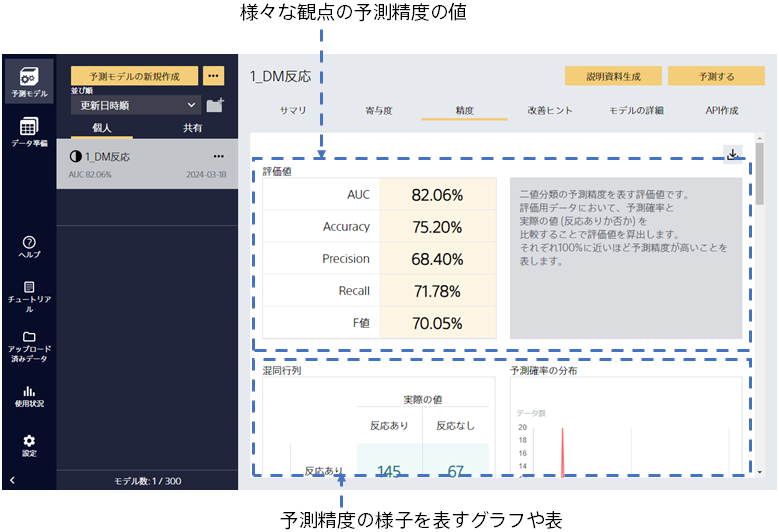 様々な観点の予測精度の値
予測モデル
データ準備
ヘルプ
チュートリア
ル
アップロード
済みデータ
使用状況
設定
予測モデルの新規作成
並び順
更新日時順
個人
共有
1_DM反応
AUC 82.06%
2024-03-18
モデル数: 1 / 300
1_DM反応
説明資料生成
予測する
サマリ
寄与度
精度
改善ヒント
モデルの詳細
API作成
評価値
AUC 82.06%
Accuracy 75.20%
Precision 68.40%
Recall 71.78%
F値 70.05%
二値分類の予測精度を表す評価値です。
評価用データにおいて、予測確率と
実際の値 (反応ありか否か) を
比較することで評価値を算出します。
それぞれ100%に近いほど予測精度が高いことを
表します。
混同行列
実際の値
反応あり
反応なし
反応あり
145
67
予測確率の分布
データ数
20
18
16
14
12
予測精度の様子を表すグラフや表